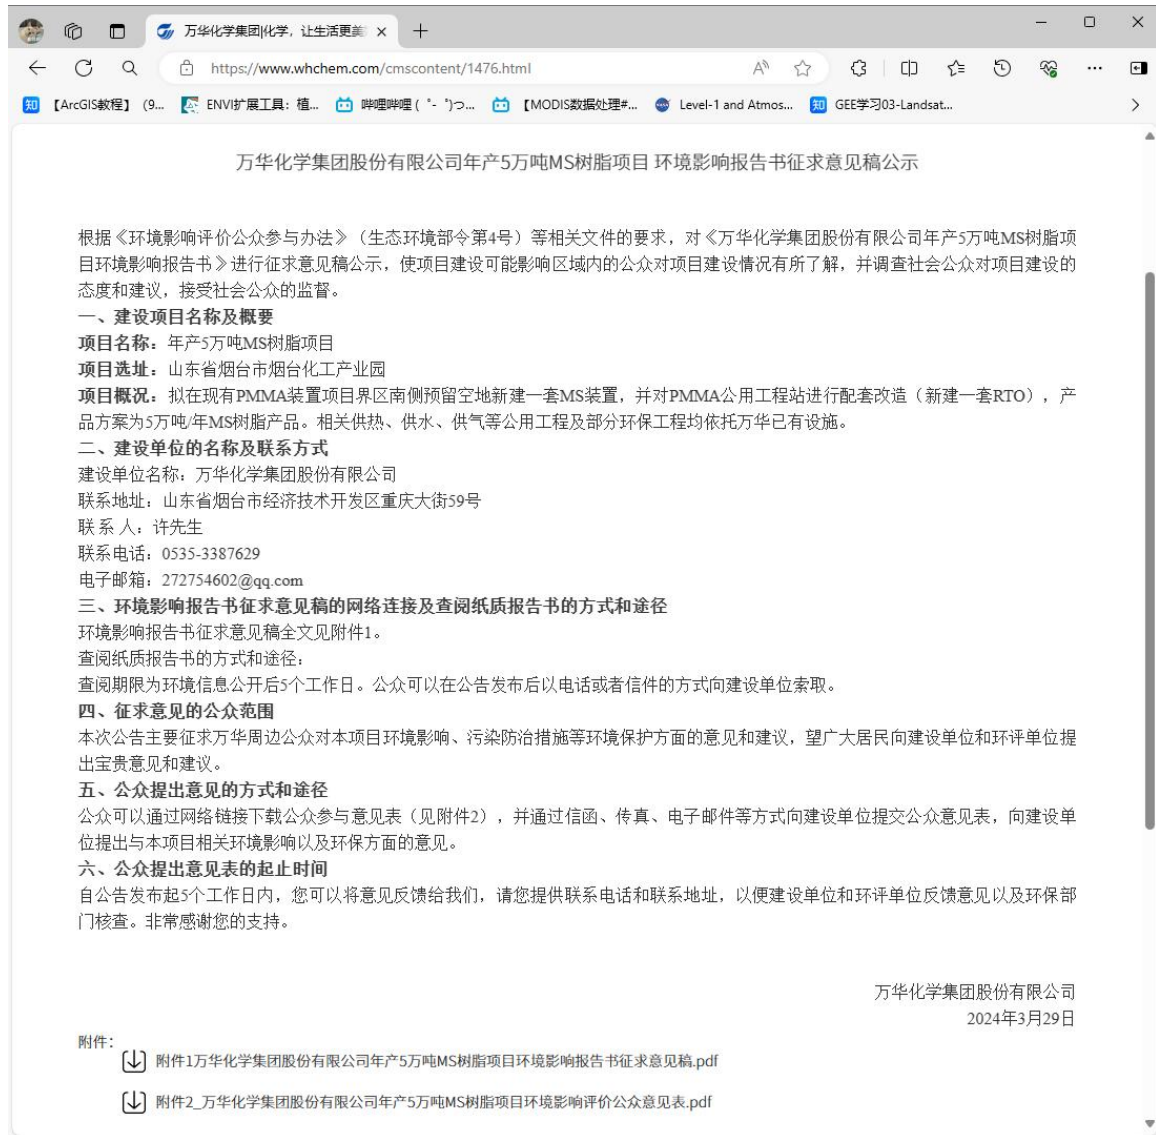 万华化学集团|化学，让生活更美
https://www.whchem.com/cmscontent/1476.html
【ArcGIS教程】（9... ENVI扩展工具：植... 哔哩哔哩 ( ゜- ゜)つ... 【MODIS数据处理#... Level-1 and Atmos... GEE学习03-Landsat...
万华化学集团股份有限公司年产5万吨MS树脂项目 环境影响报告书征求意见稿公示
根据《环境影响评价公众参与办法》（生态环境部令第4号）等相关文件的要求，对《万华化学集团股份有限公司年产5万吨MS树脂项
目环境影响报告书》进行征求意见稿公示，使项目建设可能影响区域内的公众对项目建设情况有所了解，并调查社会公众对项目建设的
态度和建议，接受社会公众的监督。
一、建设项目名称及概要
项目名称：年产5万吨MS树脂项目
项目选址：山东省烟台市烟台化工产业园
项目概况：拟在现有PMMA装置项目界区南侧预留空地新建一套MS装置，并对PMMA公用工程站进行配套改造（新建一套RTO），产
品方案为5万吨/年MS树脂产品。相关供热、供水、供气等公用工程及部分环保工程均依托万华已有设施。
二、建设单位的名称及联系方式
建设单位名称：万华化学集团股份有限公司
联系地址：山东省烟台市经济技术开发区重庆大街59号
联 系 人：许先生
联系电话：0535-3387629
电子邮箱：272754602@qq.com
三、环境影响报告书征求意见稿的网络连接及查阅纸质报告书的方式和途径
环境影响报告书征求意见稿全文见附件1。
查阅纸质报告书的方式和途径：
查阅期限为环境信息公开后5个工作日。公众可以在公告发布后以电话或者信件的方式向建设单位索取。
四、征求意见的公众范围
本次公告主要征求万华周边公众对本项目环境影响、污染防治措施等环境保护方面的意见和建议，望广大居民向建设单位和环评单位提
出宝贵意见和建议。
五、公众提出意见的方式和途径
公众可以通过网络链接下载公众参与意见表（见附件2），并通过信函、传真、电子邮件等方式向建设单位提交公众意见表，向建设单
位提出与本项目相关环境影响以及环保方面的意见。
六、公众提出意见表的起止时间
自公告发布起5个工作日内，您可以将意见反馈给我们，请您提供联系电话和联系地址，以便建设单位和环评单位反馈意见以及环保部
门核查。非常感谢您的支持。
万华化学集团股份有限公司
2024年3月29日
附件：
附件1万华化学集团股份有限公司年产5万吨MS树脂项目环境影响报告书征求意见稿.pdf
附件2_万华化学集团股份有限公司年产5万吨MS树脂项目环境影响评价公众意见表.pdf